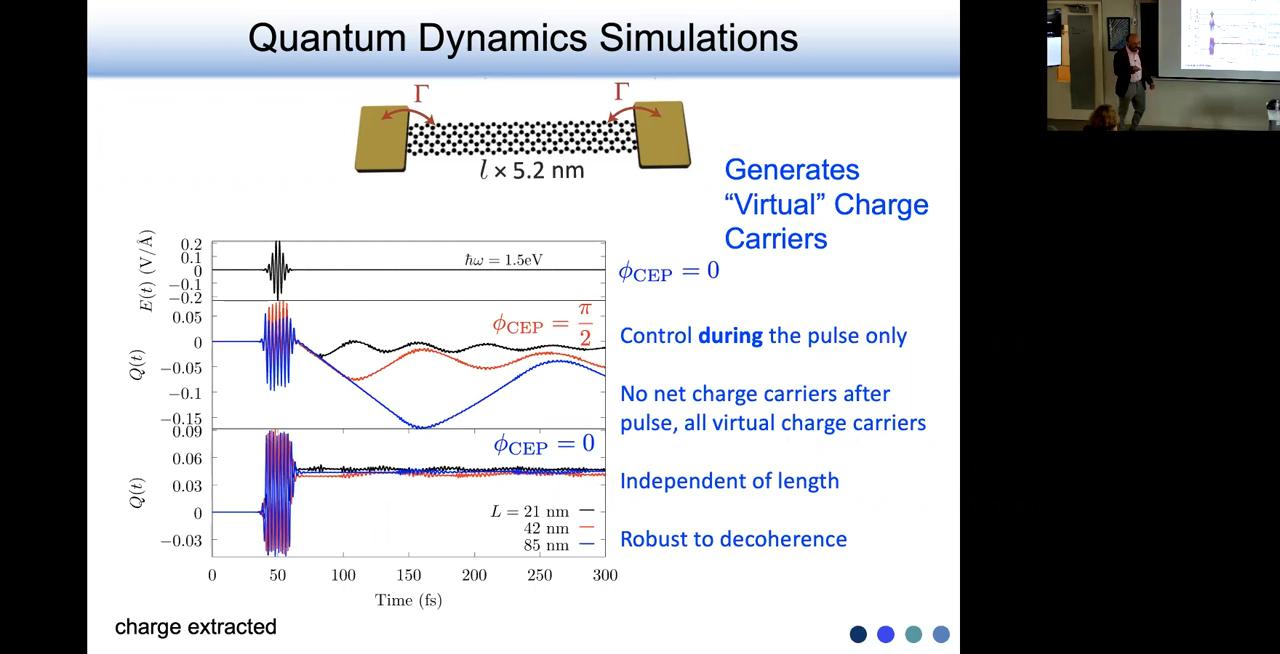 Quantum Dynamics Simulations
Γ
Γ
l × 5.2 nm
Generates
“Virtual” Charge
Carriers
ϕCEP = 0
Control during the pulse only
No net charge carriers after
pulse, all virtual charge carriers
Independent of length
Robust to decoherence
E(t) (V/Å)
0.2
0.1
0
−0.1
−0.2
ħω = 1.5eV
Q(t)
0.05
0
−0.05
−0.1
−0.15
ϕCEP = π/2
Q(t)
0.09
0.06
0.03
0
−0.03
ϕCEP = 0
L = 21 nm
42 nm
85 nm
0 50 100 150 200 250 300
Time (fs)
charge extracted